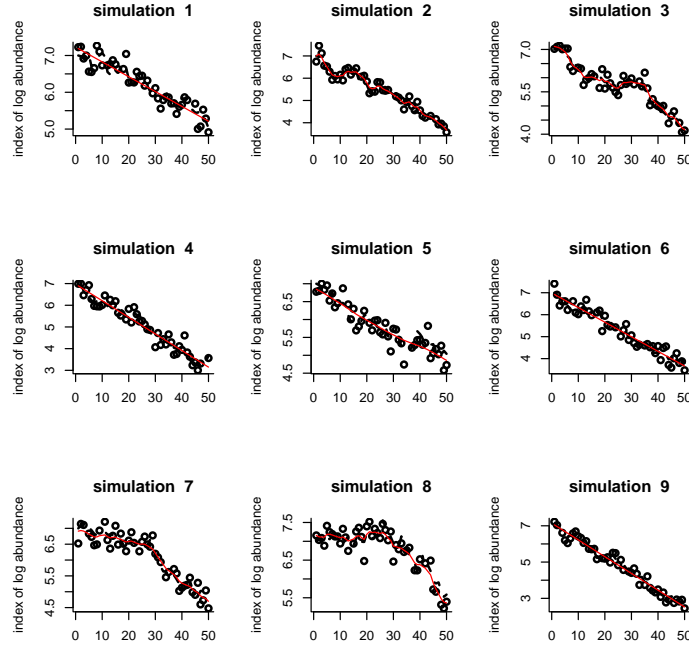 simulation 1
simulation 2
simulation 3
index of log abundance
5.0 6.0 7.0
0 10 20 30 40 50
index of log abundance
4 5 6 7
0 10 20 30 40 50
index of log abundance
4.0 5.5 7.0
0 10 20 30 40 50
simulation 4
simulation 5
simulation 6
index of log abundance
3 4 5 6 7
0 10 20 30 40 50
index of log abundance
4.5 5.5 6.5
0 10 20 30 40 50
index of log abundance
4 5 6 7
0 10 20 30 40 50
simulation 7
simulation 8
simulation 9
index of log abundance
4.5 5.5 6.5
0 10 20 30 40 50
index of log abundance
5.5 6.5 7.5
0 10 20 30 40 50
index of log abundance
3 5 7
0 10 20 30 40 50